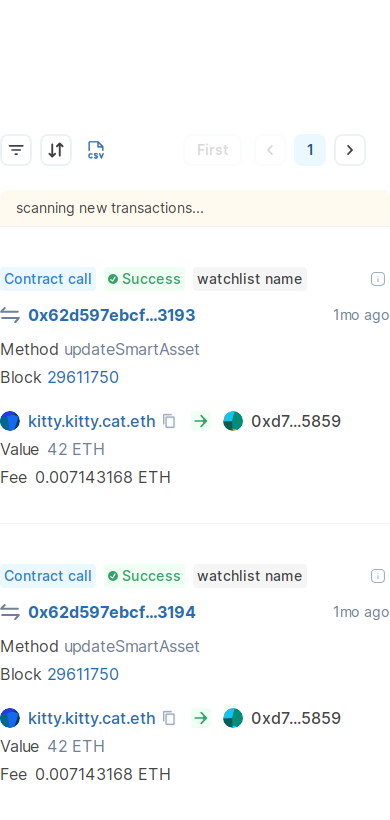 CSV
First
1
scanning new transactions...
Contract call Success watchlist name
0x62d597ebcf...3193 1mo ago
Method updateSmartAsset
Block 29611750
kitty.kitty.cat.eth 0xd7...5859
Value 42 ETH
Fee 0.007143168 ETH
Contract call Success watchlist name
0x62d597ebcf...3194 1mo ago
Method updateSmartAsset
Block 29611750
kitty.kitty.cat.eth 0xd7...5859
Value 42 ETH
Fee 0.007143168 ETH